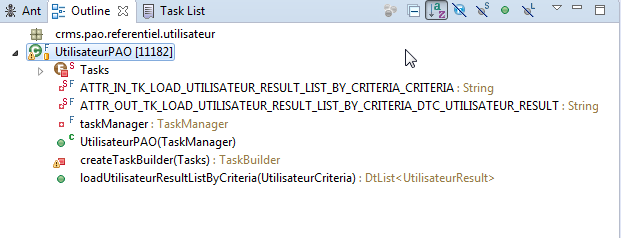 Ant Outline Task List
crms.pao.referentiel.utilisateur
UtilisateurPAO [11182]
Tasks
ATTR_IN_TK_LOAD_UTILISATEUR_RESULT_LIST_BY_CRITERIA_CRITERIA : String
ATTR_OUT_TK_LOAD_UTILISATEUR_RESULT_LIST_BY_CRITERIA_DTC_UTILISATEUR_RESULT : String
taskManager : TaskManager
UtilisateurPAO(TaskManager)
createTaskBuilder(Tasks) : TaskBuilder
loadUtilisateurResultListByCriteria(UtilisateurCriteria) : DtList<UtilisateurResult>